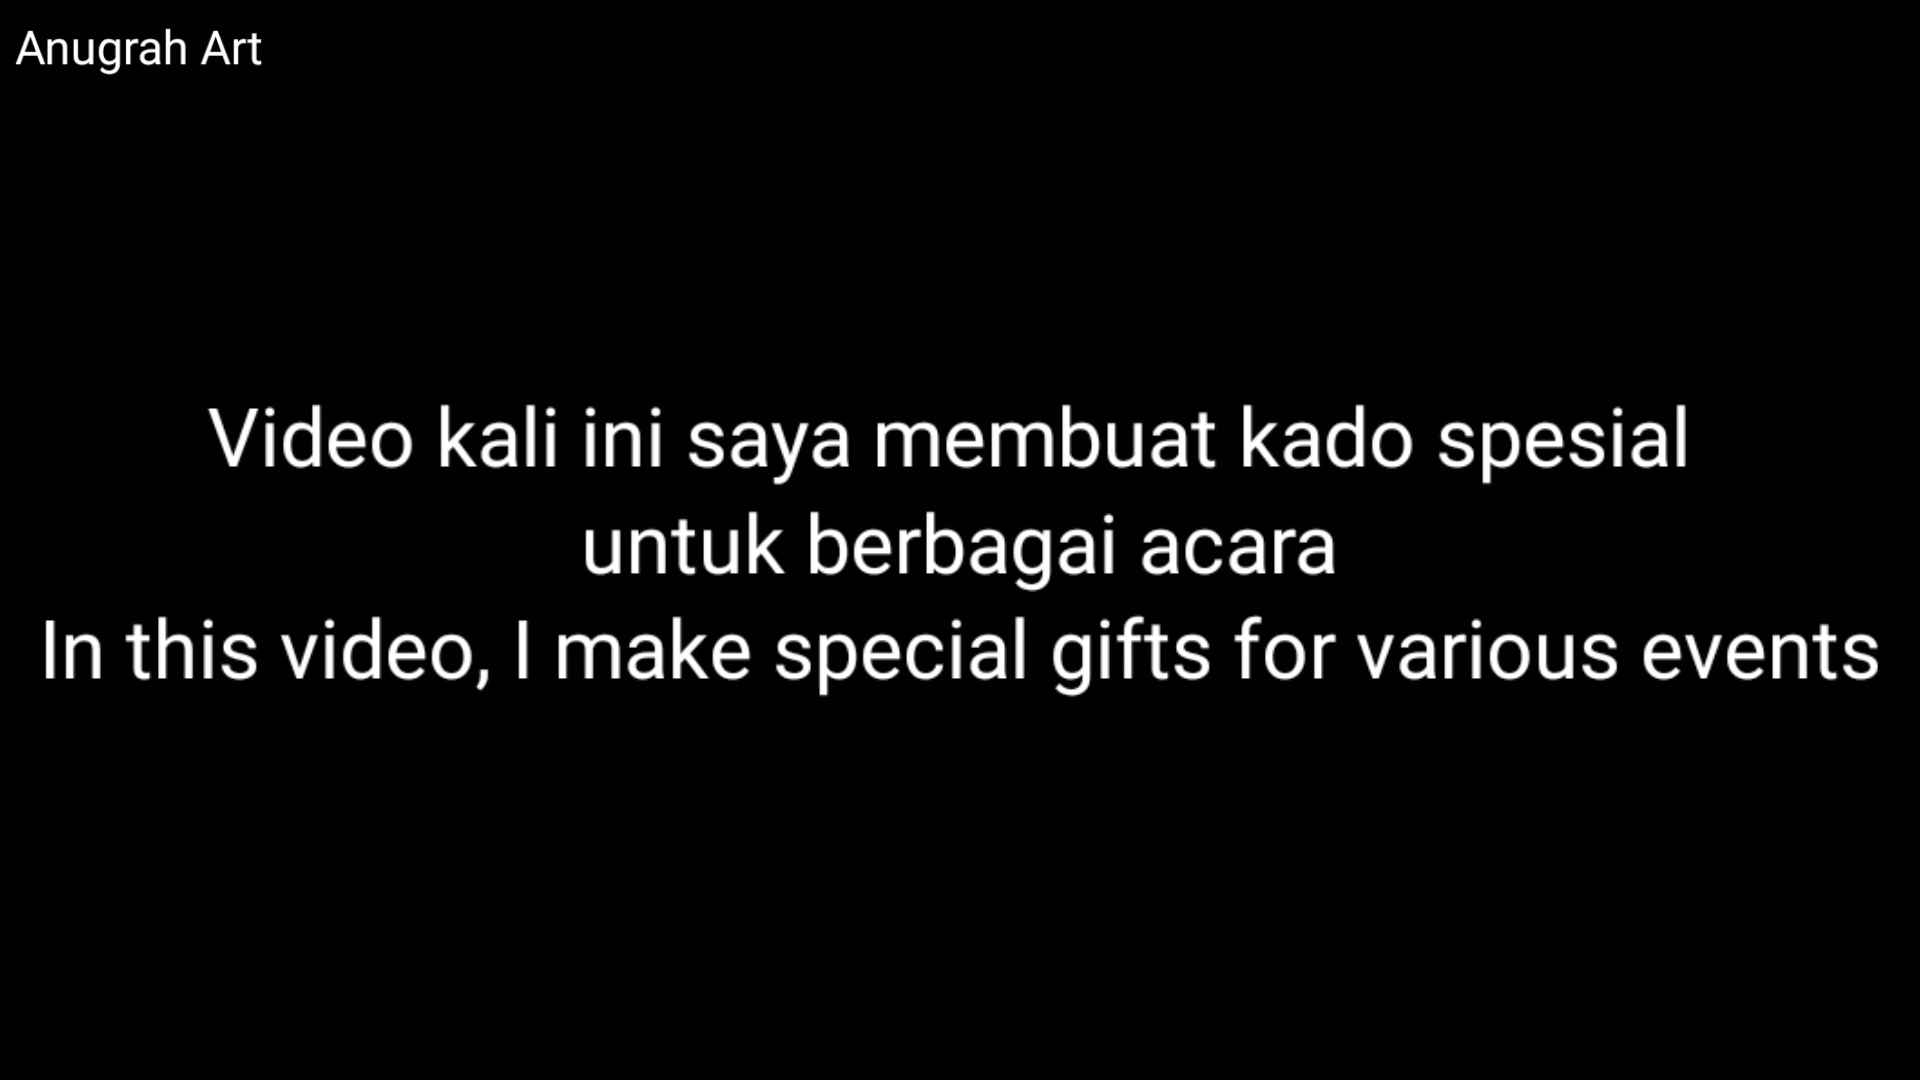 Anugrah Art
Video kali ini saya membuat kado spesial
untuk berbagai acara
In this video, I make special gifts for various events